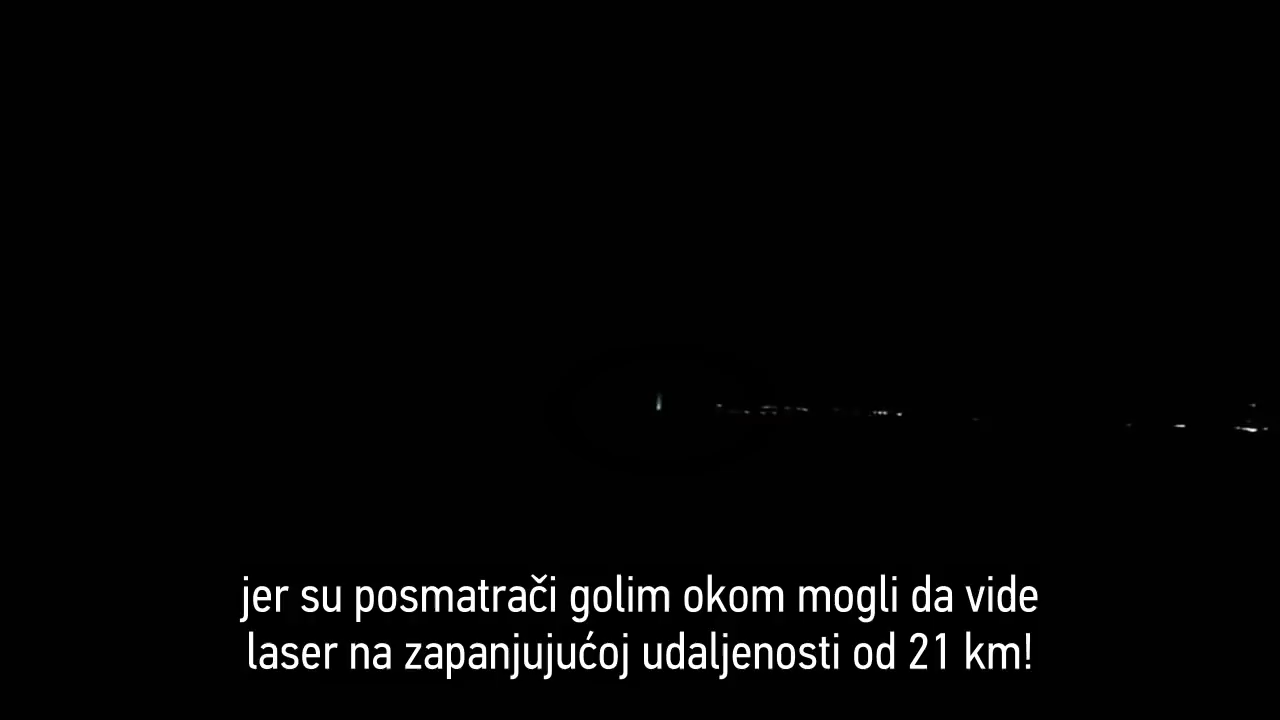 jer su posmatrači golim okom mogli da vide
laser na zapanjujućoj udaljenosti od 21 km!